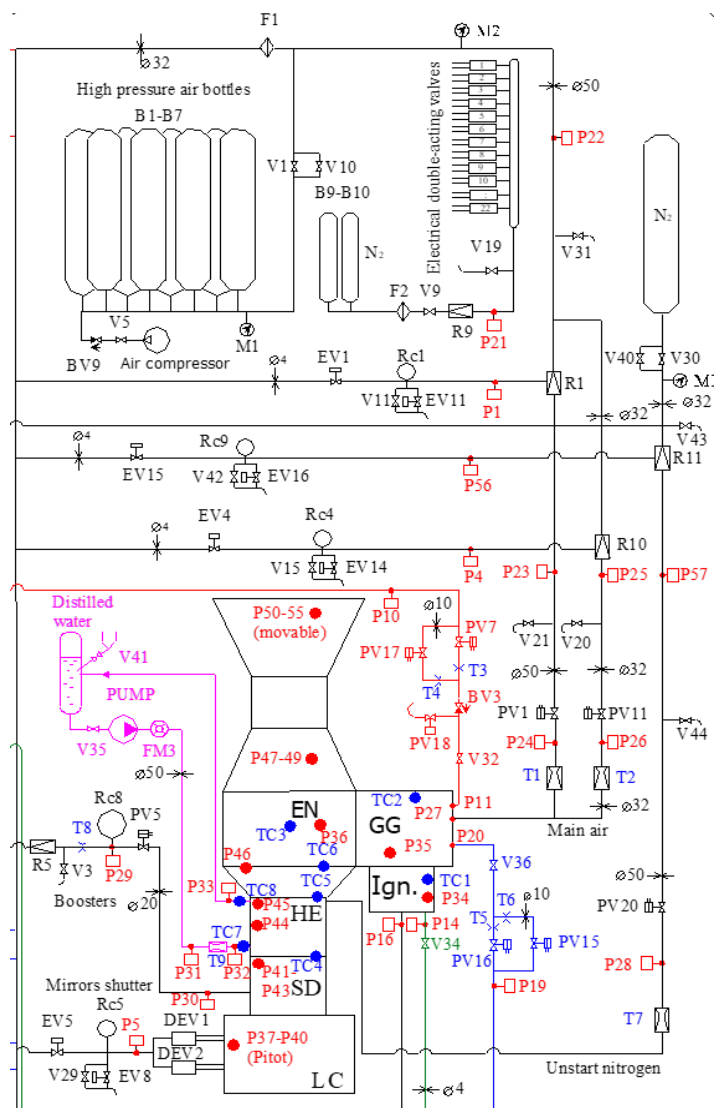 F1
M2
⌀32
⌀50
High pressure air bottles
B1-B7
1
2
3
4
5
6
7
8
9
10
:
22
Electrical double-acting valves
P22
V1
V10
B9-B10
N2
N2
V19
V31
F2
V9
R9
P21
V5
M1
BV9
Air compressor
V40
V30
⌀4
EV1
Rc1
R1
V11
EV11
P1
⌀32
⌀32
V43
⌀4
Rc9
R11
EV15
V42
EV16
P56
EV4
Rc4
⌀4
R10
V15
EV14
P4
P23
P25
P57
Distilled
water
P50-55
(movable)
P10
⌀10
PV7
PV17
V21
V20
V41
T3
T4
PUMP
⌀50
⌀32
BV3
PV1
PV11
V35
FM3
PV18
V44
P24
P26
P47-49
V32
⌀50
T1
T2
Rc8
PV5
EN
TC2
P27
P11
⌀32
TC3
P36
GG
T8
P20
Main air
R5
V3
P29
P46
TC6
P35
V36
Boosters
P33
TC8
TC5
Ign.
TC1
⌀50
⌀20
P45
HE
P34
T6
⌀10
PV20
P44
P16
P14
T5
TC7
V34
PV16
PV15
P31
T9
P32
TC4
P28
P41-
P43
SD
P19
Mirrors shutter
P30
Rc5
T7
EV5
P5
DEV1
DEV2
P37-P40
(Pitot)
Unstart nitrogen
V29
EV8
LC
⌀4